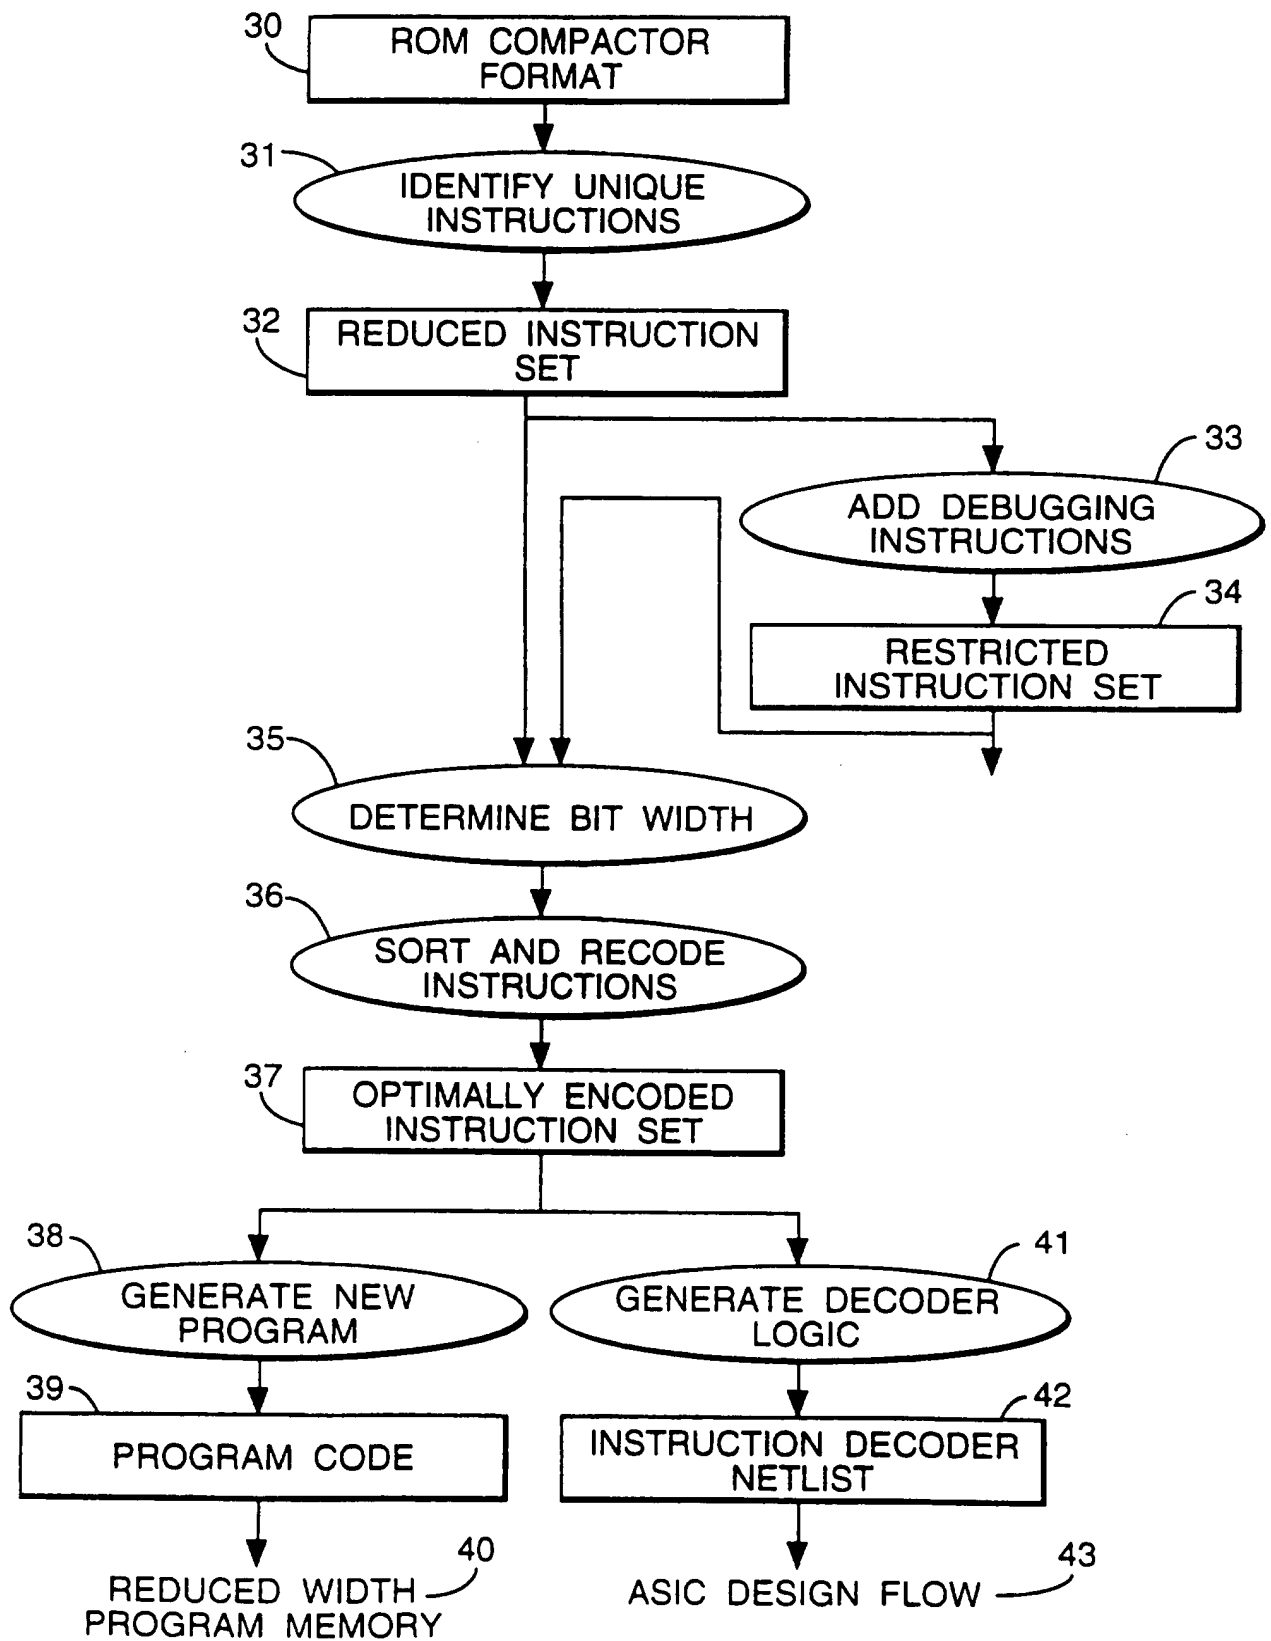 30
ROM COMPACTOR
FORMAT
31
IDENTIFY UNIQUE
INSTRUCTIONS
32
REDUCED INSTRUCTION
SET
33
ADD DEBUGGING
INSTRUCTIONS
34
RESTRICTED
INSTRUCTION SET
35
DETERMINE BIT WIDTH
36
SORT AND RECODE
INSTRUCTIONS
37
OPTIMALLY ENCODED
INSTRUCTION SET
38
GENERATE NEW
PROGRAM
41
GENERATE DECODER
LOGIC
39
PROGRAM CODE
42
INSTRUCTION DECODER
NETLIST
40
REDUCED WIDTH
PROGRAM MEMORY
43
ASIC DESIGN FLOW